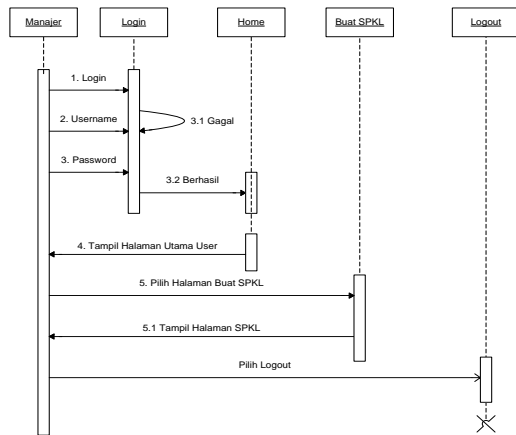 Manajer
Login
Home
Buat SPKL
Logout
1. Login
2. Username
3.1 Gagal
3. Password
3.2 Berhasil
4. Tampil Halaman Utama User
5. Pilih Halaman Buat SPKL
5.1 Tampil Halaman SPKL
Pilih Logout